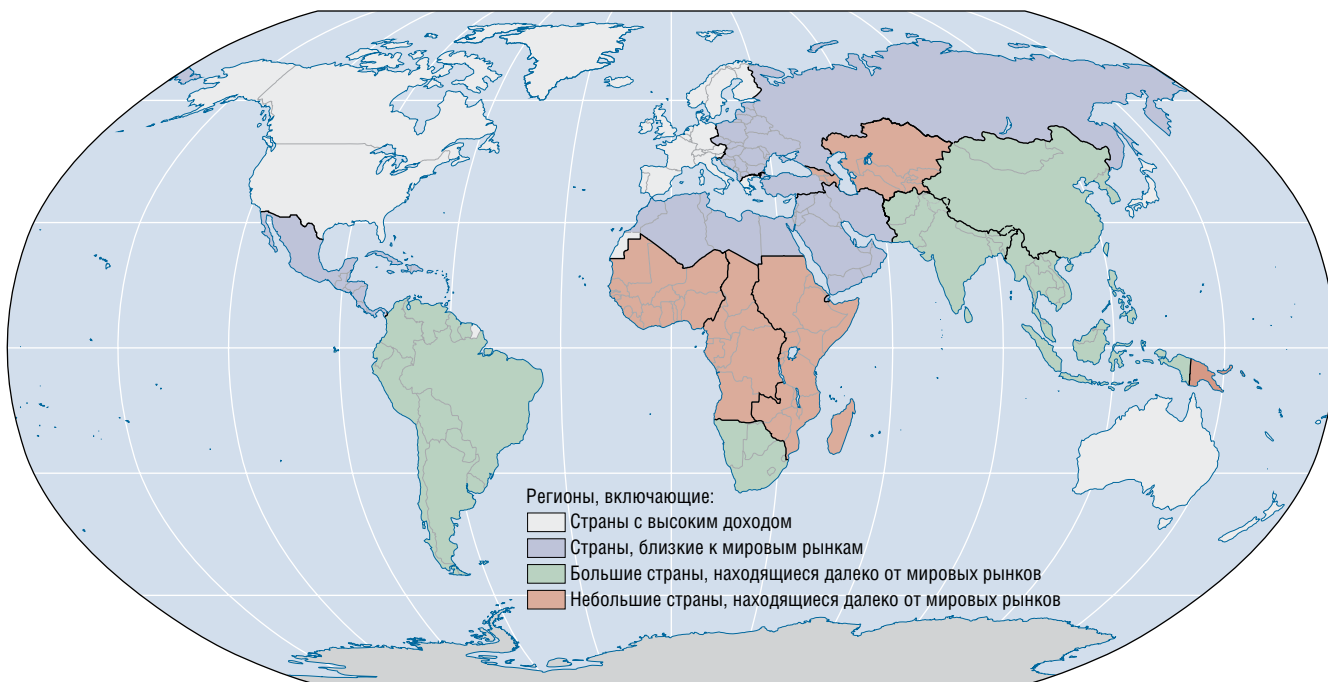 Регионы, включающие:
Страны с высоким доходом
Страны, близкие к мировым рынкам
Большие страны, находящиеся далеко от мировых рынков
Небольшие страны, находящиеся далеко от мировых рынков